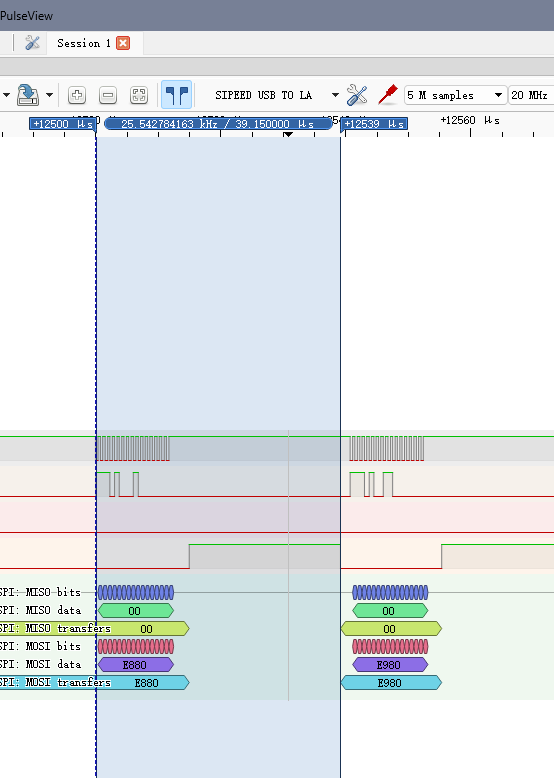 PulseView
Session 1
SIPEED USB TO LA
5 M samples
20 MHz
+12500 μs
25.542784163 kHz / 39.150000 μs
+12539 μs
+12560 μs
SPI: MISO bits
SPI: MISO data
00
00
SPI: MISO transfers
00
00
SPI: MOSI bits
SPI: MOSI data
E880
E980
SPI: MOSI transfers
E880
E980